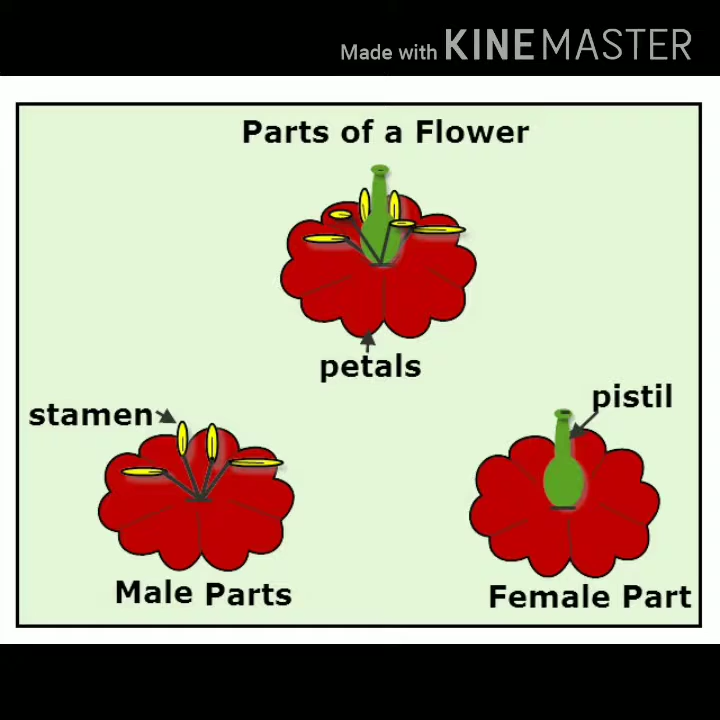 Made with KINEMASTER
Parts of a Flower
petals
stamen
pistil
Male Parts
Female Part